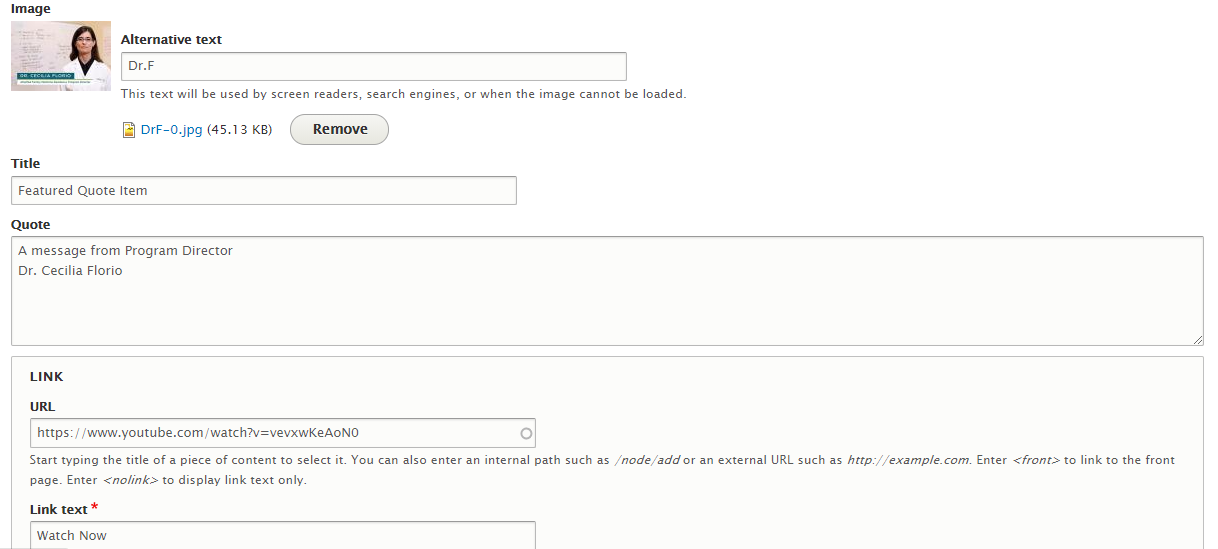 Image
DR. CECILIA FLORIO
Alternative text
Dr.F
This text will be used by screen readers, search engines, or when the image cannot be loaded.
DrF-0.jpg (45.13 KB)
Remove
Title
Featured Quote Item
Quote
A message from Program Director
Dr. Cecilia Florio
LINK
URL
https://www.youtube.com/watch?v=vevxwKeAoN0
Start typing the title of a piece of content to select it. You can also enter an internal path such as /node/add or an external URL such as http://example.com. Enter <front> to link to the front
page. Enter <nolink> to display link text only.
Link text *
Watch Now